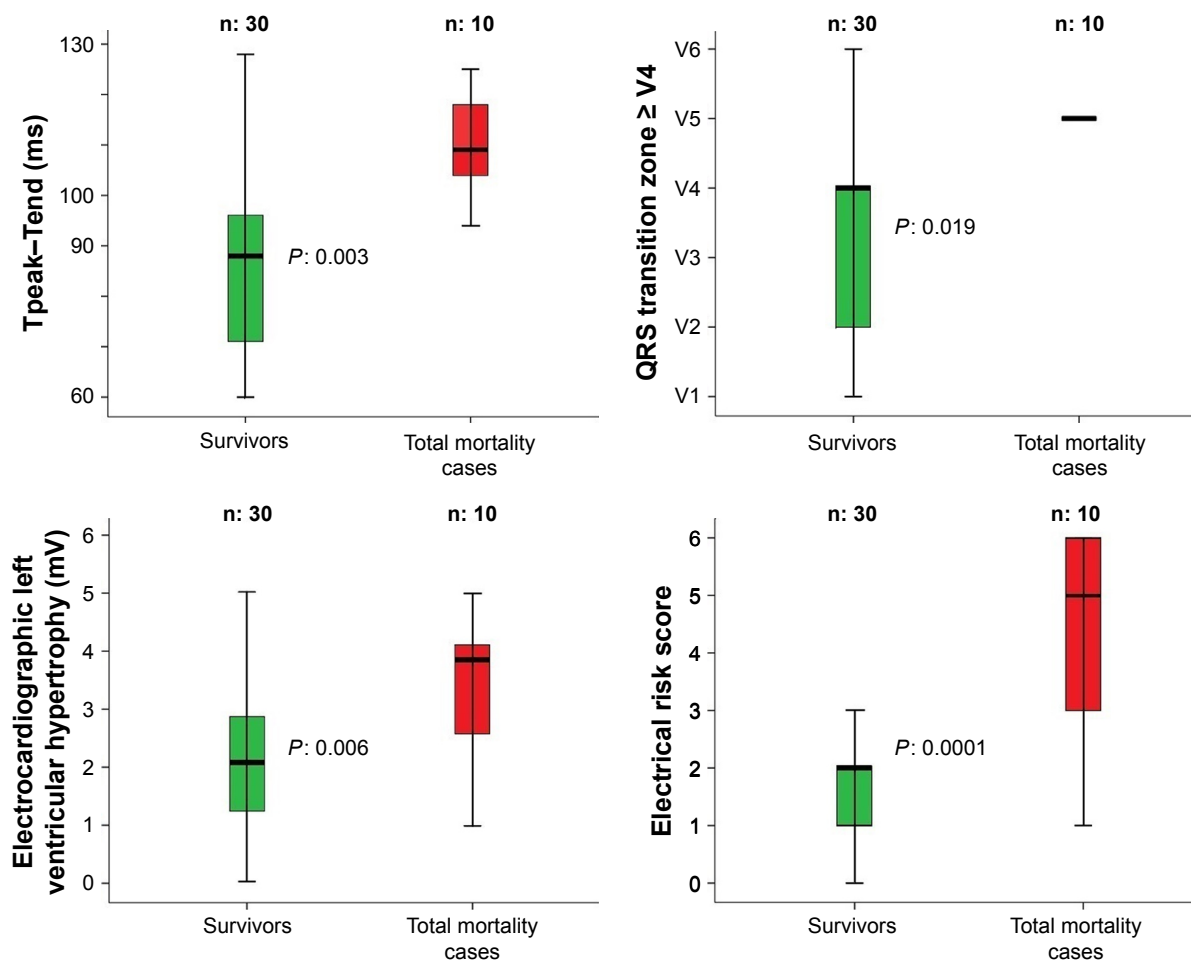 n: 30
n: 10
Tpeak–Tend (ms)
130
100
90
60
P: 0.003
Survivors
Total mortality
cases
n: 30
n: 10
QRS transition zone ≥ V4
V6
V5
V4
V3
V2
V1
P: 0.019
Survivors
Total mortality
cases
n: 30
n: 10
Electrocardiographic left
ventricular hypertrophy (mV)
6
5
4
3
2
1
0
P: 0.006
Survivors
Total mortality
cases
n: 30
n: 10
Electrical risk score
6
5
4
3
2
1
0
P: 0.0001
Survivors
Total mortality
cases